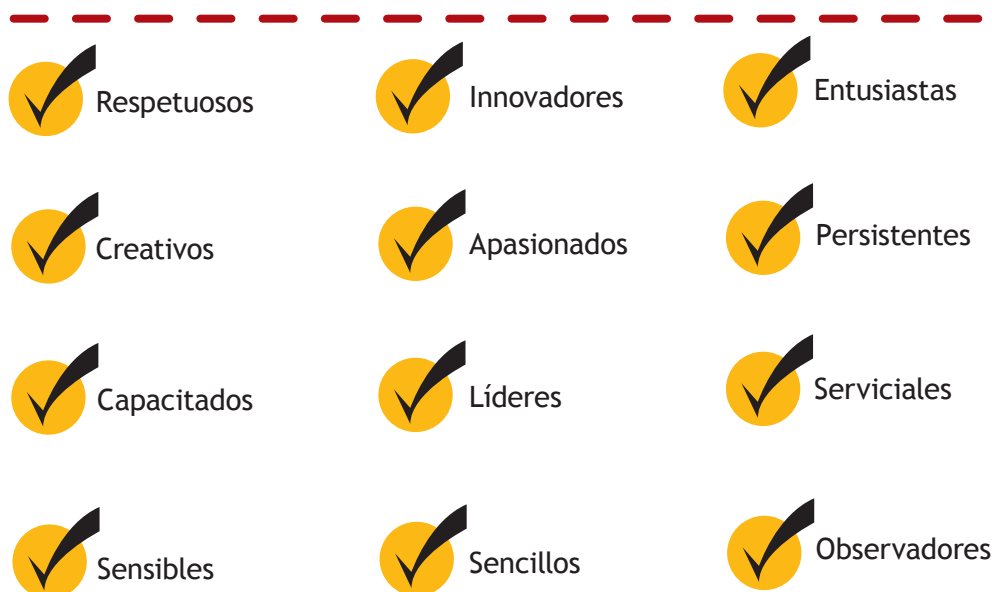 Respetuosos
Innovadores
Entusiastas
Creativos
Apasionados
Persistentes
Capacitados
Líderes
Serviciales
Sensibles
Sencillos
Observadores